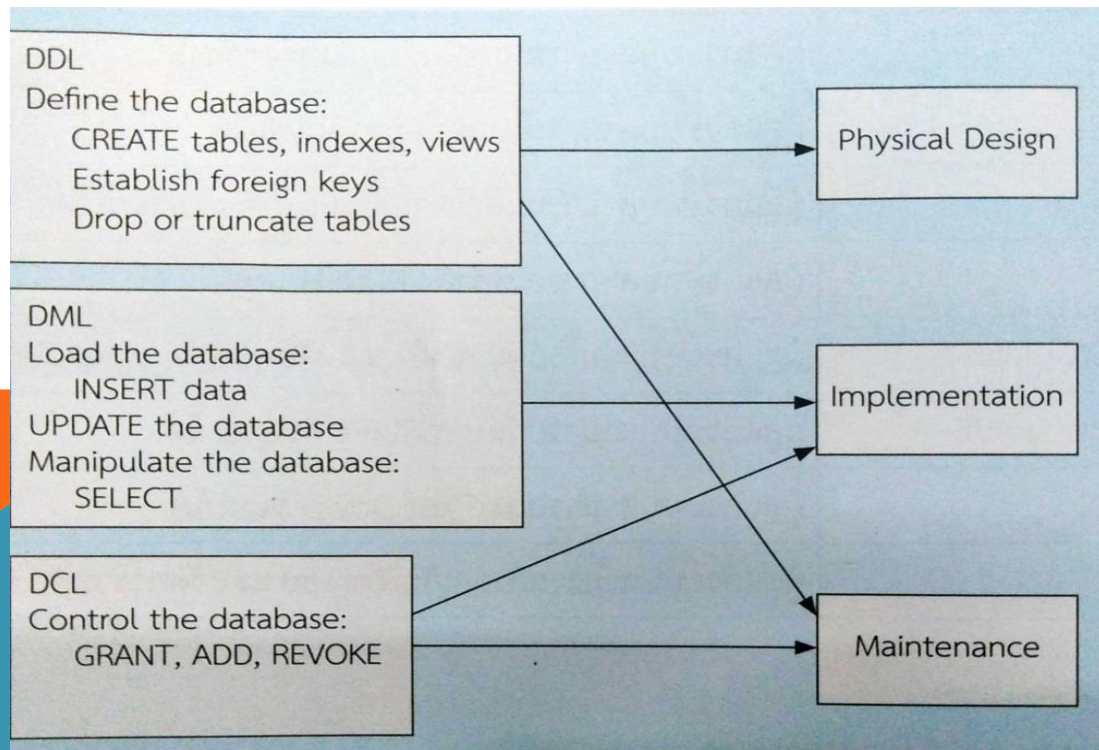 DDL
Define the database:
CREATE tables, indexes, views
Establish foreign keys
Drop or truncate tables
DML
Load the database:
INSERT data
UPDATE the database
Manipulate the database:
SELECT
DCL
Control the database:
GRANT, ADD, REVOKE
Physical Design
Implementation
Maintenance